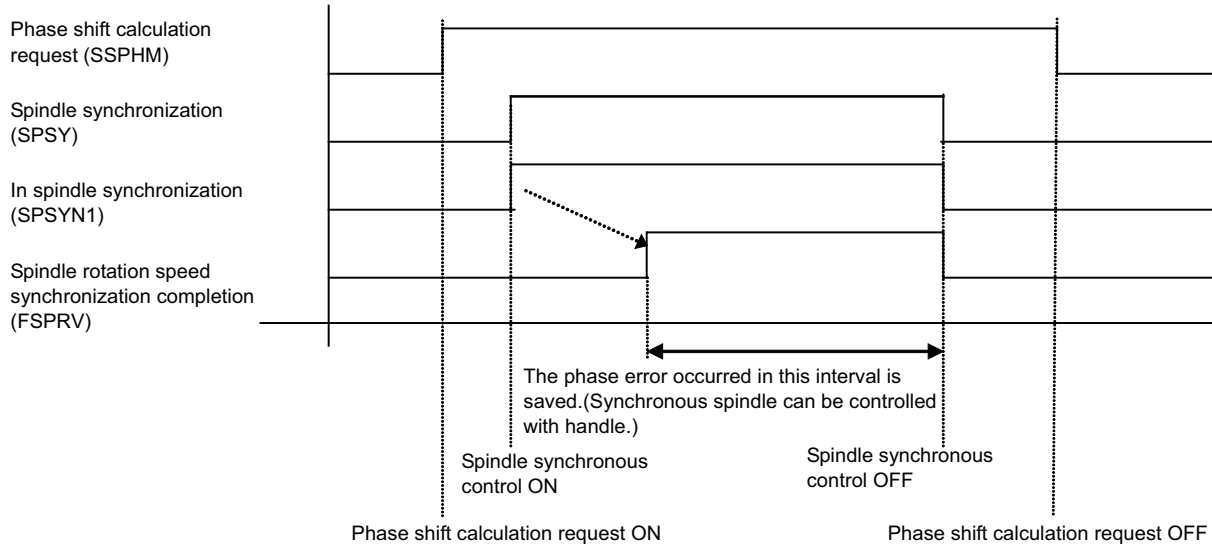 Phase shift calculation
request (SSPHM)
Spindle synchronization
(SPSY)
In spindle synchronization
(SPSYN1)
Spindle rotation speed
synchronization completion
(FSPRV)
The phase error occurred in this interval is
saved.(Synchronous spindle can be controlled
with handle.)
Spindle synchronous
control ON
Spindle synchronous
control OFF
Phase shift calculation request ON
Phase shift calculation request OFF